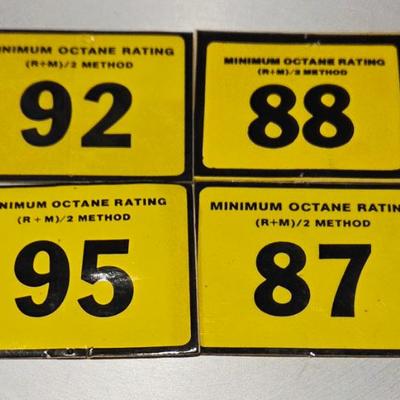 MINIMUM OCTANE RATING
(R+M)/2 METHOD
92
MINIMUM OCTANE RATING
(R+M)/2 METHOD
88
MINIMUM OCTANE RATING
(R+M)/2 METHOD
95
MINIMUM OCTANE RATING
(R+M)/2 METHOD
87